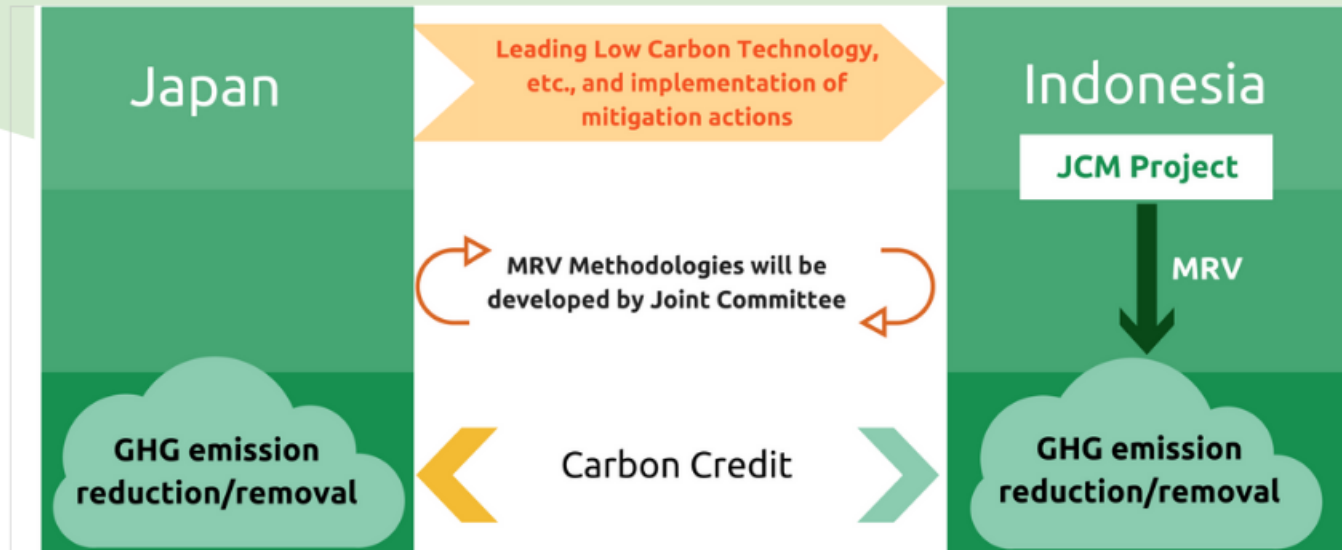 Japan
Leading Low Carbon Technology,
etc., and implementation of
mitigation actions
Indonesia
JCM Project
MRV Methodologies will be
developed by Joint Committee
MRV
GHG emission
reduction/removal
Carbon Credit
GHG emission
reduction/removal